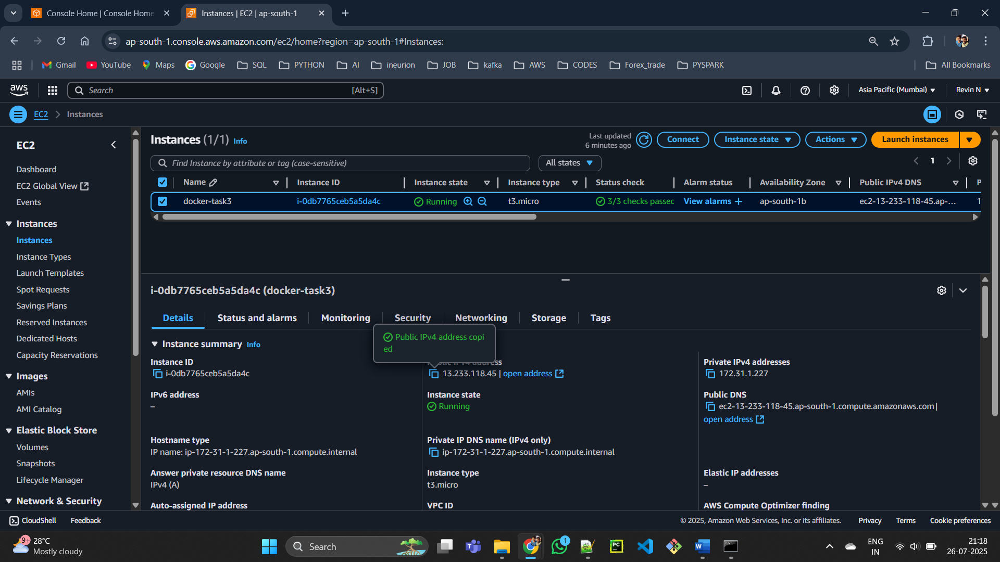 Console Home | Console Home
Instances | EC2 | ap-south-1
ap-south-1.console.aws.amazon.com/ec2/home?region=ap-south-1#Instances:
Gmail YouTube Maps Google SQL PYTHON AI ineurion JOB kafka AWS CODES Forex_trade PYSPARK All Bookmarks
aws Search [Alt+S] Asia Pacific (Mumbai) Revin N
EC2 Instances
EC2
Dashboard
EC2 Global View
Events
Instances
Instances
Instance Types
Launch Templates
Spot Requests
Savings Plans
Reserved Instances
Dedicated Hosts
Capacity Reservations
Images
AMIs
AMI Catalog
Elastic Block Store
Volumes
Snapshots
Lifecycle Manager
Network & Security
Instances (1/1) Info
Last updated
6 minutes ago
Connect Instance state Actions Launch instances
Find Instance by attribute or tag (case-sensitive) All states 1
Name Instance ID Instance state Instance type Status check Alarm status Availability Zone Public IPv4 DNS P
docker-task3 i-0db7765ceb5a5da4c Running t3.micro 3/3 checks passec View alarms + ap-south-1b ec2-13-233-118-45.ap-... 1
i-0db7765ceb5a5da4c (docker-task3)
Details Status and alarms Monitoring Security Networking Storage Tags
Public IPv4 address copi
ed
Instance summary Info
Instance ID
i-0db7765ceb5a5da4c
13.233.118.45 | open address
Private IPv4 addresses
172.31.1.227
IPv6 address
–
Instance state
Running
Public DNS
ec2-13-233-118-45.ap-south-1.compute.amazonaws.com |
open address
Hostname type
IP name: ip-172-31-1-227.ap-south-1.compute.internal
Private IP DNS name (IPv4 only)
ip-172-31-1-227.ap-south-1.compute.internal
Answer private resource DNS name
IPv4 (A)
Instance type
t3.micro
Elastic IP addresses
–
Auto-assigned IP address
VPC ID
AWS Compute Optimizer finding
CloudShell Feedback © 2025, Amazon Web Services, Inc. or its affiliates. Privacy Terms Cookie preferences
9+ 28°C
Mostly cloudy
Search
1
PC
W
ENG
IN
21:18
26-07-2025